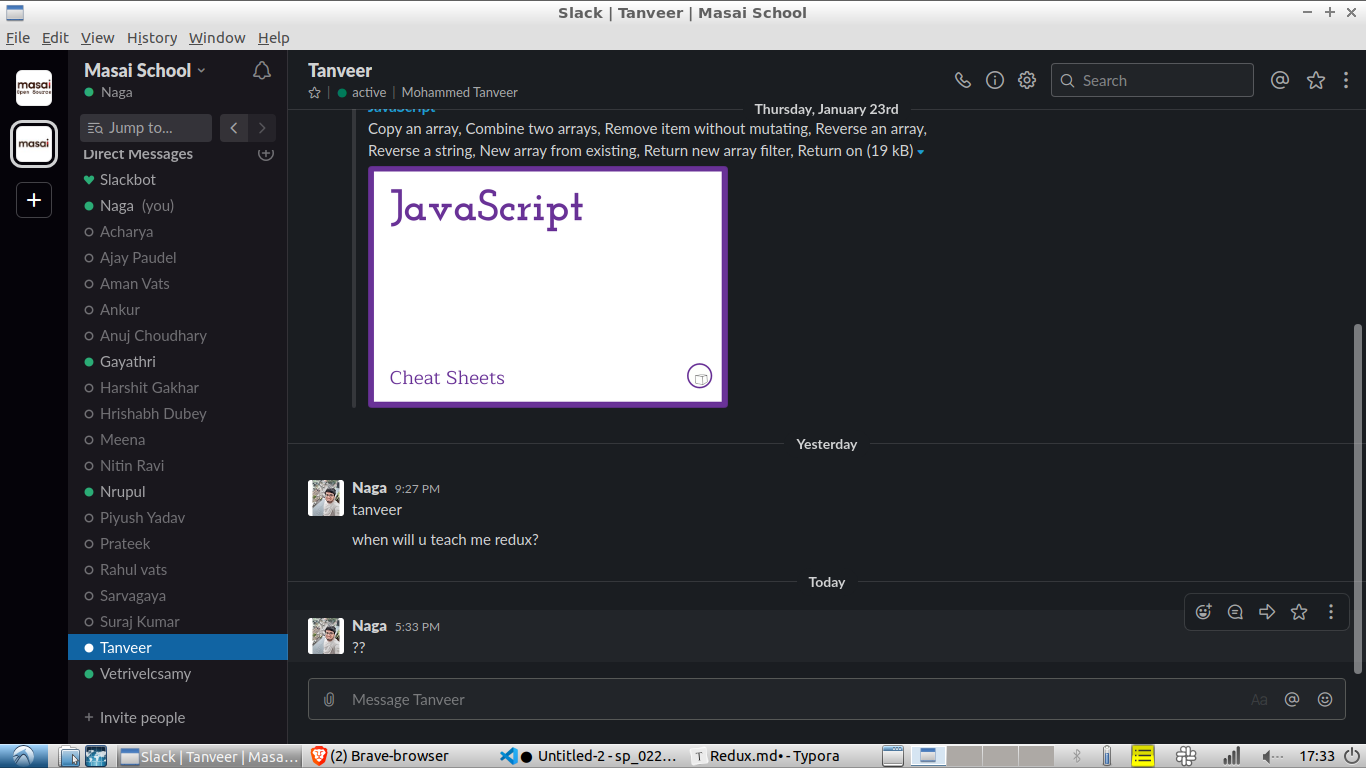 Slack | Tanveer | Masai School
File Edit View History Window Help
masai
Open Source
masai
+
Masai School
Naga
Jump to...
Direct Messages
Slackbot
Naga (you)
Acharya
Ajay Paudel
Aman Vats
Ankur
Anuj Choudhary
Gayathri
Harshit Gakhar
Hrishabh Dubey
Meena
Nitin Ravi
Nrupul
Piyush Yadav
Prateek
Rahul vats
Sarvagaya
Suraj Kumar
Tanveer
Vetrivelcsamy
+ Invite people
Tanveer
active | Mohammed Tanveer
Search
Thursday, January 23rd
JavaScript
Copy an array, Combine two arrays, Remove item without mutating, Reverse an array,
Reverse a string, New array from existing, Return new array filter, Return on (19 kB)
JavaScript
Cheat Sheets
Yesterday
Naga 9:27 PM
tanveer
when will u teach me redux?
Today
Naga 5:33 PM
??
Message Tanveer
Aa @
Slack | Tanveer | Masa... (2) Brave-browser ● Untitled-2 - sp_022... Redux.md• - Typora 17:33